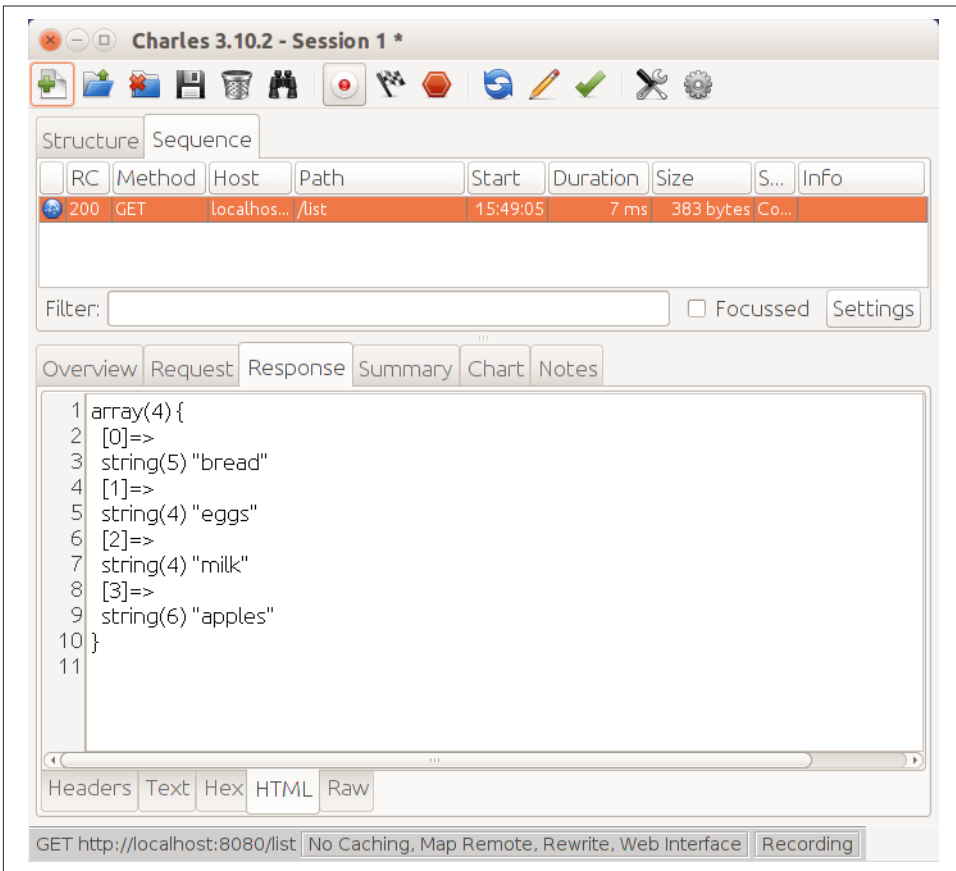 Charles 3.10.2 - Session 1 *
Structure Sequence
RC Method Host Path Start Duration Size S... Info
200 GET localhos... /list 15:49:05 7 ms 383 bytes Co...
Filter: Focussed Settings
Overview Request Response Summary Chart Notes
1 array(4) {
2 [0]=>
3 string(5) "bread"
4 [1]=>
5 string(4) "eggs"
6 [2]=>
7 string(4) "milk"
8 [3]=>
9 string(6) "apples"
10 }
11
Headers Text Hex HTML Raw
GET http://localhost:8080/list No Caching, Map Remote, Rewrite, Web Interface Recording